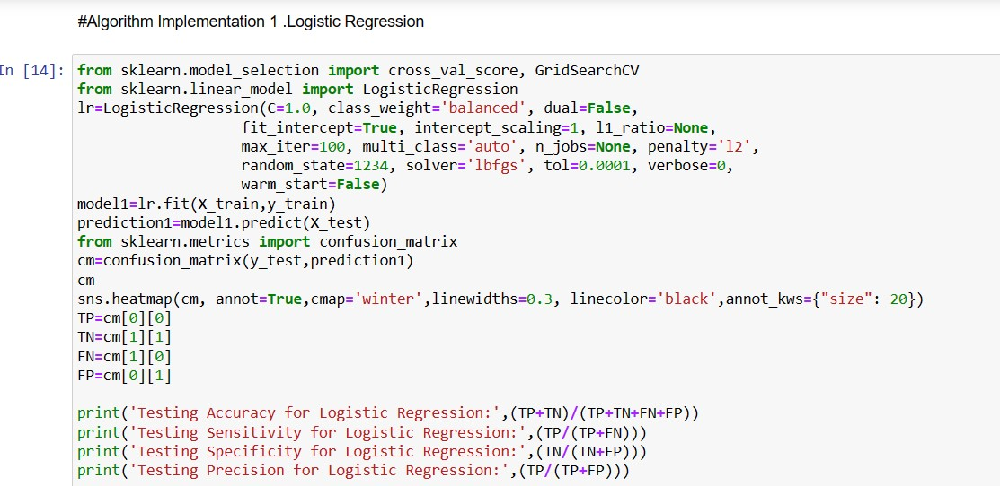 #Algorithm Implementation 1 .Logistic Regression
In [14]: from sklearn.model_selection import cross_val_score, GridSearchCV
from sklearn.linear_model import LogisticRegression
lr=LogisticRegression(C=1.0, class_weight='balanced', dual=False,
                   fit_intercept=True, intercept_scaling=1, l1_ratio=None,
                   max_iter=100, multi_class='auto', n_jobs=None, penalty='l2',
                   random_state=1234, solver='lbfgs', tol=0.0001, verbose=0,
                   warm_start=False)
model1=lr.fit(X_train,y_train)
prediction1=model1.predict(X_test)
from sklearn.metrics import confusion_matrix
cm=confusion_matrix(y_test,prediction1)
cm
sns.heatmap(cm, annot=True,cmap='winter',linewidths=0.3, linecolor='black',annot_kws={"size": 20})
TP=cm[0][0]
TN=cm[1][1]
FN=cm[1][0]
FP=cm[0][1]
print('Testing Accuracy for Logistic Regression:',(TP+TN)/(TP+TN+FN+FP))
print('Testing Sensitivity for Logistic Regression:',(TP/(TP+FN)))
print('Testing Specificity for Logistic Regression:',(TN/(TN+FP)))
print('Testing Precision for Logistic Regression:',(TP/(TP+FP)))